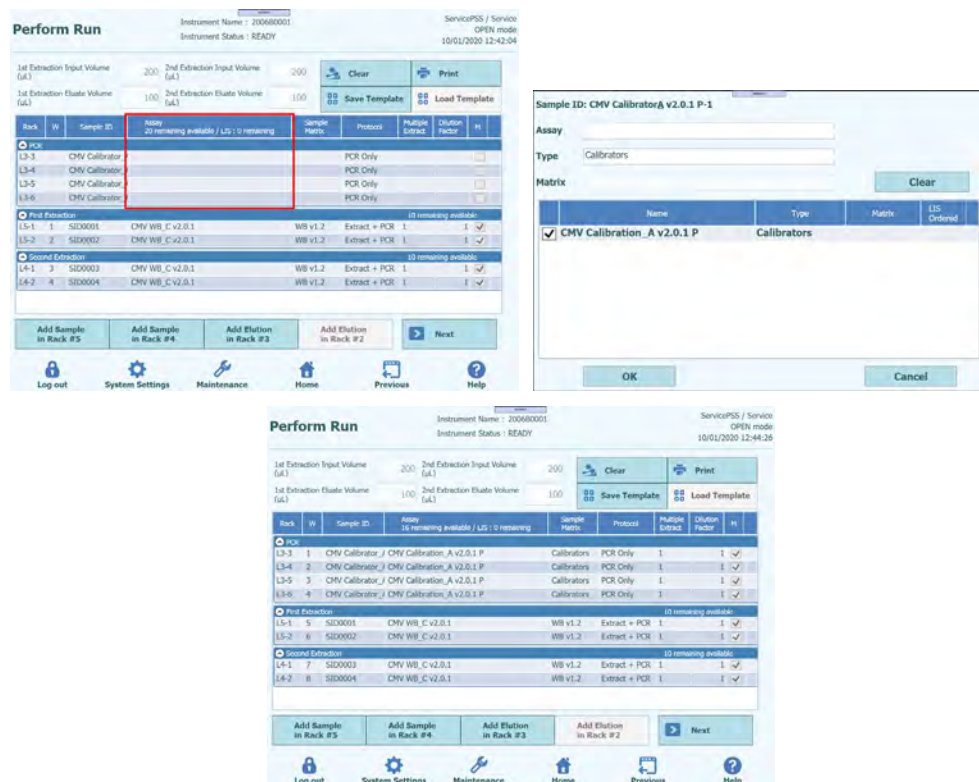 Perform Run
Instrument Name : 200680001
Instrument Status : READY
ServicePSS / Service
OPEN mode
10/01/2020 12:42:04
1st Extraction Input Volume (uL) 200 2nd Extraction Input Volume (uL) 200 Clear Print
1st Extraction Eluate Volume (uL) 100 2nd Extraction Eluate Volume (uL) 100 Save Template Load Template
Rack W Sample ID Assay 20 remaining available / LIS : 0 remaining Sample Matrix Protocol Multiple Extract Dilution Factor M
PCR
L3-3 CMV Calibrator_ PCR Only
L3-4 CMV Calibrator_ PCR Only
L3-5 CMV Calibrator_ PCR Only
L3-6 CMV Calibrator_ PCR Only
First Extraction 10 remaining available
L5-1 1 SID0001 CMV WB_C v2.0.1 WB v1.2 Extract + PCR 1 1
L5-2 2 SID0002 CMV WB_C v2.0.1 WB v1.2 Extract + PCR 1 1
Second Extraction 10 remaining available
L4-1 3 SID0003 CMV WB_C v2.0.1 WB v1.2 Extract + PCR 1 1
L4-2 4 SID0004 CMV WB_C v2.0.1 WB v1.2 Extract + PCR 1 1
Add Sample in Rack #5 Add Sample in Rack #4 Add Elution in Rack #3 Add Elution in Rack #2 Next
Log out System Settings Maintenance Home Previous Help
Sample ID: CMV CalibratorA v2.0.1 P-1
Assay
Type Calibrators
Matrix Clear
Name Type Matrix LIS Ordered
CMV Calibration_A v2.0.1 P Calibrators
OK Cancel
Perform Run
Instrument Name : 200680001
Instrument Status : READY
ServicePSS / Service
OPEN mode
10/01/2020 12:44:26
1st Extraction Input Volume (uL) 200 2nd Extraction Input Volume (uL) 200 Clear Print
1st Extraction Eluate Volume (uL) 100 2nd Extraction Eluate Volume (uL) 100 Save Template Load Template
Rack W Sample ID Assay 16 remaining available / LIS : 0 remaining Sample Matrix Protocol Multiple Extract Dilution Factor M
PCR
L3-3 1 CMV Calibrator_ CMV Calibration_A v2.0.1 P Calibrators PCR Only 1 1
L3-4 2 CMV Calibrator_ CMV Calibration_A v2.0.1 P Calibrators PCR Only 1 1
L3-5 3 CMV Calibrator_ CMV Calibration_A v2.0.1 P Calibrators PCR Only 1 1
L3-6 4 CMV Calibrator_ CMV Calibration_A v2.0.1 P Calibrators PCR Only 1 1
First Extraction 10 remaining available
L5-1 5 SID0001 CMV WB_C v2.0.1 WB v1.2 Extract + PCR 1 1
L5-2 6 SID0002 CMV WB_C v2.0.1 WB v1.2 Extract + PCR 1 1
Second Extraction 10 remaining available
L4-1 7 SID0003 CMV WB_C v2.0.1 WB v1.2 Extract + PCR 1 1
L4-2 8 SID0004 CMV WB_C v2.0.1 WB v1.2 Extract + PCR 1 1
Add Sample in Rack #5 Add Sample in Rack #4 Add Elution in Rack #3 Add Elution in Rack #2 Next
Log out System Settings Maintenance Home Previous Help